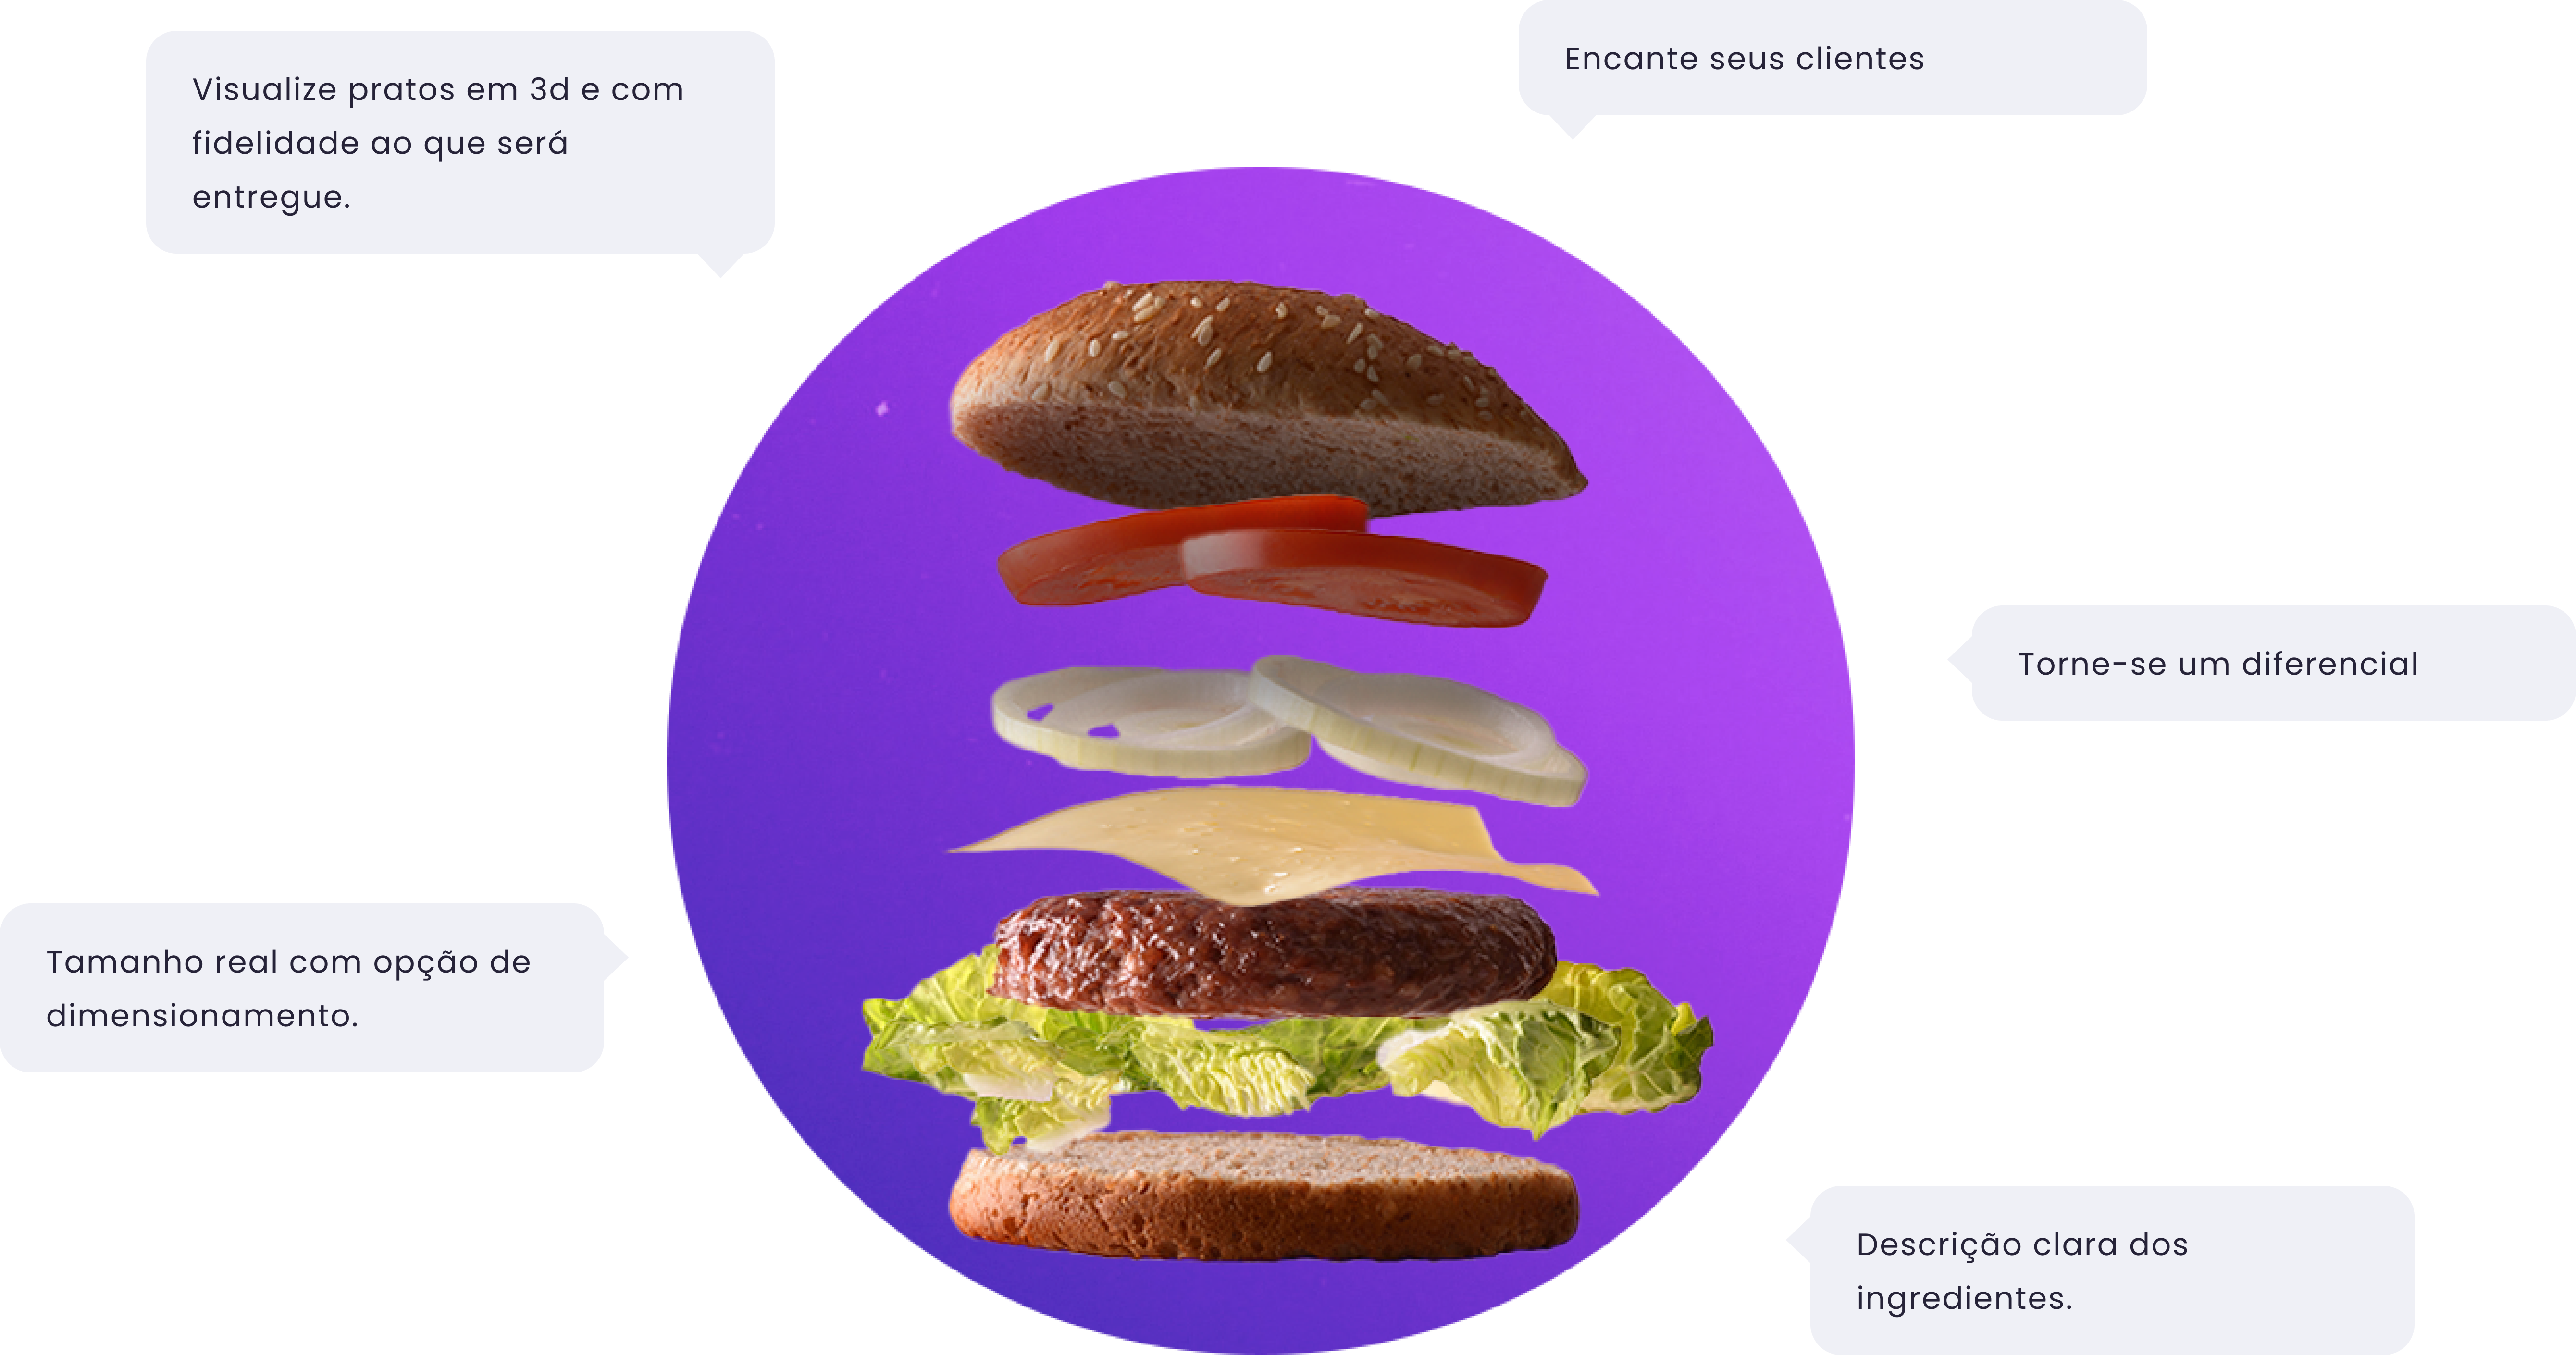 Visualize pratos em 3d e com
fidelidade ao que será
entregue.
Encante seus clientes
Torne-se um diferencial
Tamanho real com opção de
dimensionamento.
Descrição clara dos
ingredientes.